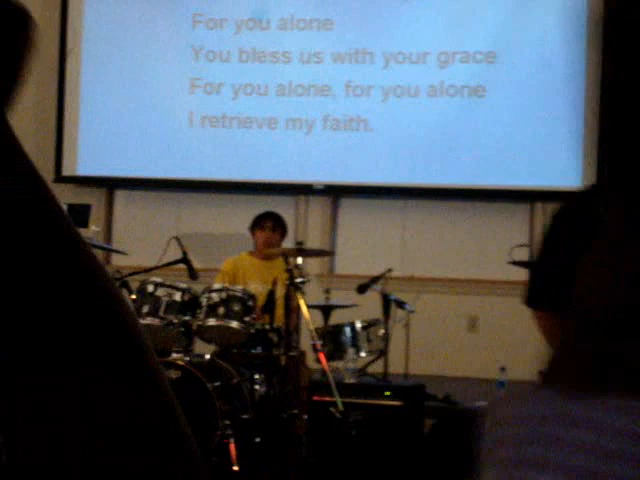 For you alone
You bless us with your grace
For you alone, for you alone
I retrieve my faith.